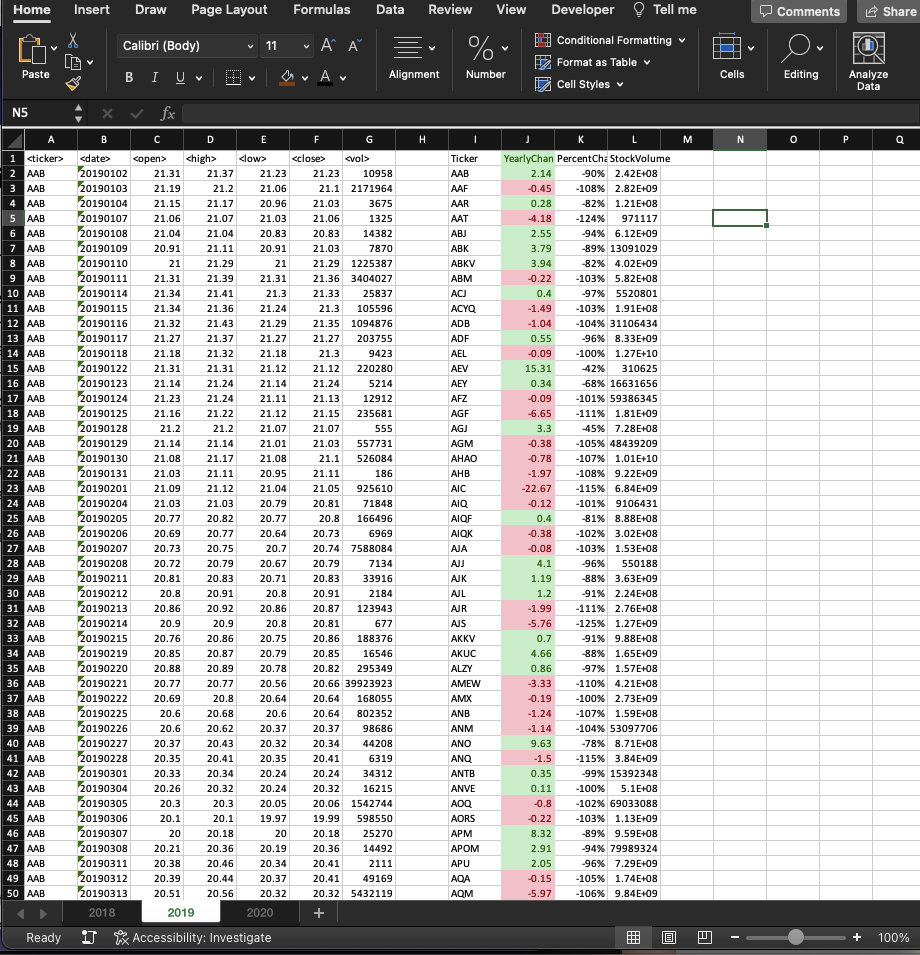 Home Insert Draw Page Layout Formulas Data Review View Developer Tell me Comments Share
Calibri (Body) 11 A A Conditional Formatting
Format as Table
Paste B I U A Alignment Number Cell Styles Cells Editing Analyze Data
N5 fx
A B C D E F G H I J K L M N O P Q
1 <ticker> <date> <open> <high> <low> <close> <vol> Ticker YearlyChan PercentCha StockVolume
2 AAB 20190102 21.31 21.37 21.23 21.23 10958 AAB 2.14 -90% 2.42E+08
3 AAB 20190103 21.19 21.2 21.06 21.1 2171964 AAF -0.45 -108% 2.82E+09
4 AAB 20190104 21.15 21.17 20.96 21.03 3675 AAR 0.28 -82% 1.21E+08
5 AAB 20190107 21.06 21.07 21.03 21.06 1325 AAT -4.18 -124% 971117
6 AAB 20190108 21.04 21.04 20.83 20.83 14382 ABJ 2.55 -94% 6.12E+09
7 AAB 20190109 20.91 21.11 20.91 21.03 7870 ABK 3.79 -89% 13091029
8 AAB 20190110 21 21.29 21 21.29 1225387 ABKV 3.94 -82% 4.02E+09
9 AAB 20190111 21.31 21.39 21.31 21.36 3404027 ABM -0.22 -103% 5.82E+08
10 AAB 20190114 21.34 21.41 21.3 21.33 25837 ACJ 0.4 -97% 5520801
11 AAB 20190115 21.34 21.36 21.24 21.3 105596 ACYQ -1.49 -103% 1.91E+08
12 AAB 20190116 21.32 21.43 21.29 21.35 1094876 ADB -1.04 -104% 31106434
13 AAB 20190117 21.27 21.37 21.27 21.27 203755 ADF 0.55 -96% 8.33E+09
14 AAB 20190118 21.18 21.32 21.18 21.3 9423 AEL -0.09 -100% 1.27E+10
15 AAB 20190122 21.31 21.31 21.12 21.12 220280 AEV 15.31 -42% 310625
16 AAB 20190123 21.14 21.24 21.14 21.24 5214 AEY 0.34 -68% 16631656
17 AAB 20190124 21.23 21.24 21.11 21.13 12912 AFZ -0.09 -101% 59386345
18 AAB 20190125 21.16 21.22 21.12 21.15 235681 AGF -6.65 -111% 1.81E+09
19 AAB 20190128 21.2 21.2 21.07 21.07 555 AGJ 3.3 -45% 7.28E+08
20 AAB 20190129 21.14 21.14 21.01 21.03 557731 AGM -0.38 -105% 48439209
21 AAB 20190130 21.08 21.17 21.08 21.1 526084 AHAO -0.78 -107% 1.01E+10
22 AAB 20190131 21.03 21.11 20.95 21.11 186 AHB -1.97 -108% 9.22E+09
23 AAB 20190201 21.09 21.12 21.04 21.05 925610 AIC -22.67 -115% 6.84E+09
24 AAB 20190204 21.03 21.03 20.79 20.81 71848 AIQ -0.12 -101% 9106431
25 AAB 20190205 20.77 20.82 20.77 20.8 166496 AIQF 0.4 -81% 8.88E+08
26 AAB 20190206 20.69 20.77 20.64 20.73 6969 AIQK -0.38 -102% 3.02E+08
27 AAB 20190207 20.73 20.75 20.7 20.74 7588084 AJA -0.08 -103% 1.53E+08
28 AAB 20190208 20.72 20.79 20.67 20.79 7134 AJJ 4.1 -96% 550188
29 AAB 20190211 20.81 20.83 20.71 20.83 33916 AJK 1.19 -88% 3.63E+09
30 AAB 20190212 20.8 20.91 20.8 20.91 2184 AJL 1.2 -91% 2.24E+08
31 AAB 20190213 20.86 20.92 20.86 20.87 123943 AJR -1.99 -111% 2.76E+08
32 AAB 20190214 20.9 20.9 20.8 20.81 677 AJS -5.76 -125% 1.27E+09
33 AAB 20190215 20.76 20.86 20.75 20.86 188376 AKKV 0.7 -91% 9.88E+08
34 AAB 20190219 20.85 20.87 20.79 20.85 16546 AKUC 4.66 -88% 1.65E+09
35 AAB 20190220 20.88 20.89 20.78 20.82 295349 ALZY 0.86 -97% 1.57E+08
36 AAB 20190221 20.77 20.77 20.56 20.66 39923923 AMEW -3.33 -110% 4.21E+08
37 AAB 20190222 20.69 20.8 20.64 20.64 168055 AMX -0.19 -100% 2.73E+09
38 AAB 20190225 20.6 20.68 20.6 20.64 802352 ANB -1.24 -107% 1.59E+08
39 AAB 20190226 20.6 20.62 20.37 20.37 98686 ANM -1.14 -104% 53097706
40 AAB 20190227 20.37 20.43 20.32 20.34 44208 ANO 9.63 -78% 8.71E+08
41 AAB 20190228 20.35 20.41 20.35 20.41 6319 ANQ -1.5 -115% 3.84E+09
42 AAB 20190301 20.33 20.34 20.24 20.24 34312 ANTB 0.35 -99% 15392348
43 AAB 20190304 20.26 20.32 20.24 20.32 16215 ANVE 0.11 -100% 5.1E+08
44 AAB 20190305 20.3 20.3 20.05 20.06 1542744 AOQ -0.8 -102% 69033088
45 AAB 20190306 20.1 20.1 19.97 19.99 598550 AORS -0.22 -103% 1.13E+09
46 AAB 20190307 20 20.18 20 20.18 25270 APM 8.32 -89% 9.59E+08
47 AAB 20190308 20.21 20.36 20.19 20.36 14492 APOM 2.91 -94% 79989324
48 AAB 20190311 20.38 20.46 20.34 20.41 2111 APU 2.05 -96% 7.29E+08
49 AAB 20190312 20.39 20.44 20.37 20.41 49169 AQA -0.15 -105% 1.74E+08
50 AAB 20190313 20.51 20.56 20.32 20.32 5432119 AQM -5.97 -106% 9.84E+09
2018 2019 2020 +
Ready Accessibility: Investigate - + 100%